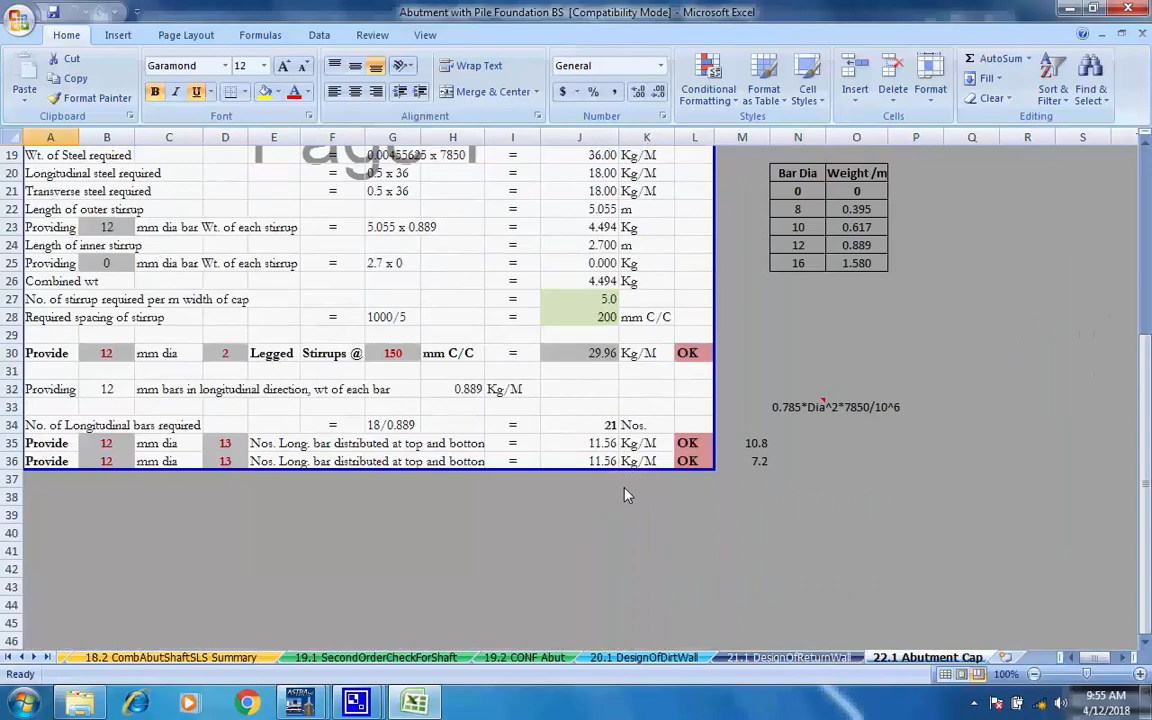 Abutment with Pile Foundation BS [Compatibility Mode] - Microsoft Excel
Home Insert Page Layout Formulas Data Review View
Cut Garamond 12 Wrap Text General AutoSum
Copy Fill
Paste Format Painter Merge & Center Conditional Formatting Format as Table Cell Styles Insert Delete Format Clear Sort & Filter Find & Select
Clipboard Font Alignment Number Styles Cells Editing
A B C D E F G H I J K L M N O P Q R S
19 Wt. of Steel required = 0.00455625 x 7850 = 36.00 Kg/M
20 Longitudinal steel required = 0.5 x 36 = 18.00 Kg/M Bar Dia Weight /m
21 Transverse steel required = 0.5 x 36 = 18.00 Kg/M 0 0
22 Length of outer stirrup = 5.055 m 8 0.395
23 Providing 12 mm dia bar Wt. of each stirrup = 5.055 x 0.889 = 4.494 Kg 10 0.617
24 Length of inner stirrup = 2.700 m 12 0.889
25 Providing 0 mm dia bar Wt. of each stirrup = 2.7 x 0 = 0.000 Kg 16 1.580
26 Combined wt = 4.494 Kg
27 No. of stirrup required per m width of cap = 5.0
28 Required spacing of stirrup = 1000/5 = 200 mm C/C
29
30 Provide 12 mm dia 2 Legged Stirrups @ 150 mm C/C = 29.96 Kg/M OK
31
32 Providing 12 mm bars in longitudinal direction, wt of each bar 0.889 Kg/M
33 0.785*Dia^2*7850/10^6
34 No. of Longitudinal bars required = 18/0.889 = 21 Nos.
35 Provide 12 mm dia 13 Nos. Long. bar distributed at top and botton = 11.56 Kg/M OK 10.8
36 Provide 12 mm dia 13 Nos. Long. bar distributed at top and botton = 11.56 Kg/M OK 7.2
37
38
39
40
41
42
43
44
45
46
18.2 CombAbutShaftSLS Summary 19.1 SecondOrderCheckForShaft 19.2 CONF Abut 20.1 DesignOfDirtWall 21.1 DesignOfReturnWall 22.1 Abutment Cap
Ready 100%
9:55 AM
4/12/2018